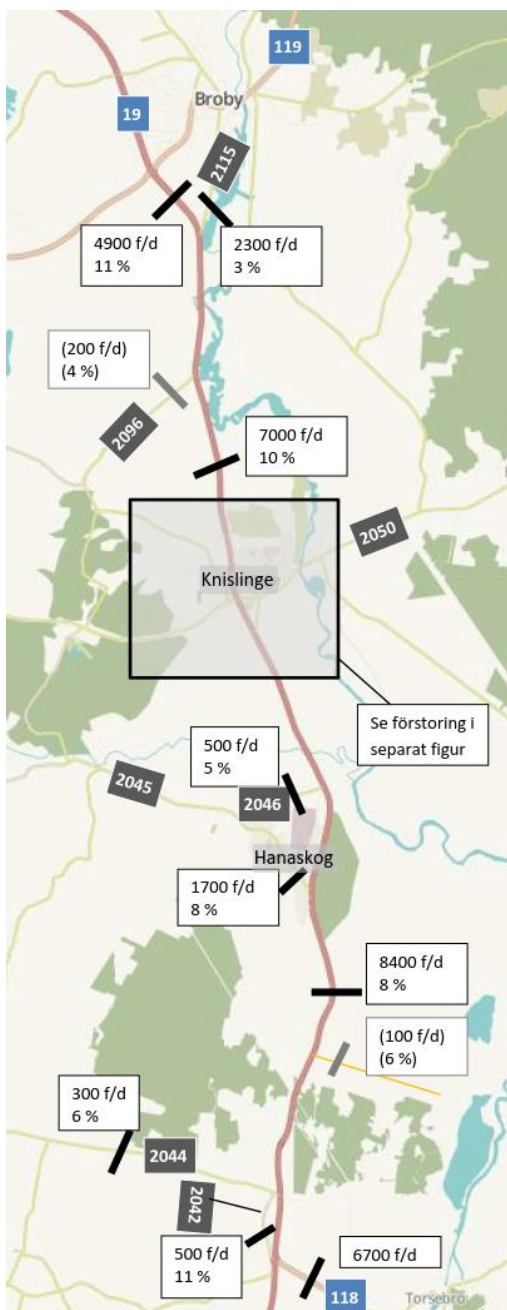 119
19
Broby
2115
4900 f/d
11 %
2300 f/d
3 %
(200 f/d)
(4 %)
2096
7000 f/d
10 %
2050
Knislinge
Se förstoring i
separat figur
500 f/d
5 %
2045
2046
Hanaskog
1700 f/d
8 %
8400 f/d
8 %
(100 f/d)
(6 %)
300 f/d
6 %
2044
2042
500 f/d
11 %
6700 f/d
118